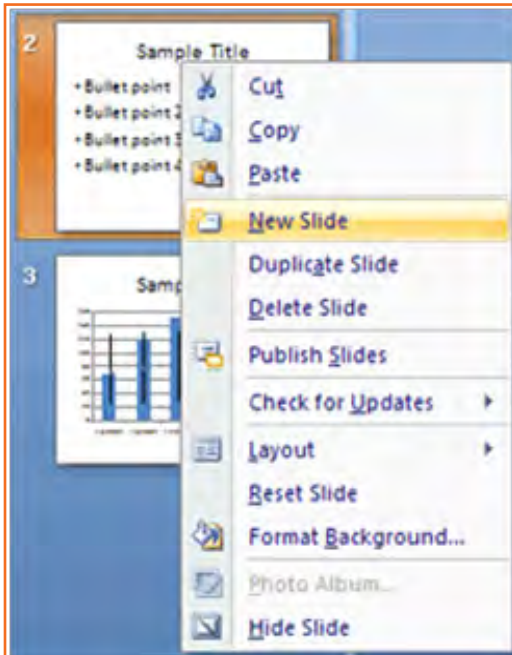 2
Sample Title
• Bullet point
• Bullet point 2
• Bullet point 3
• Bullet point 4
Cut
Copy
Paste
New Slide
Duplicate Slide
Delete Slide
Publish Slides
Check for Updates
Layout
Reset Slide
Format Background...
Photo Album...
Hide Slide
3
Samp